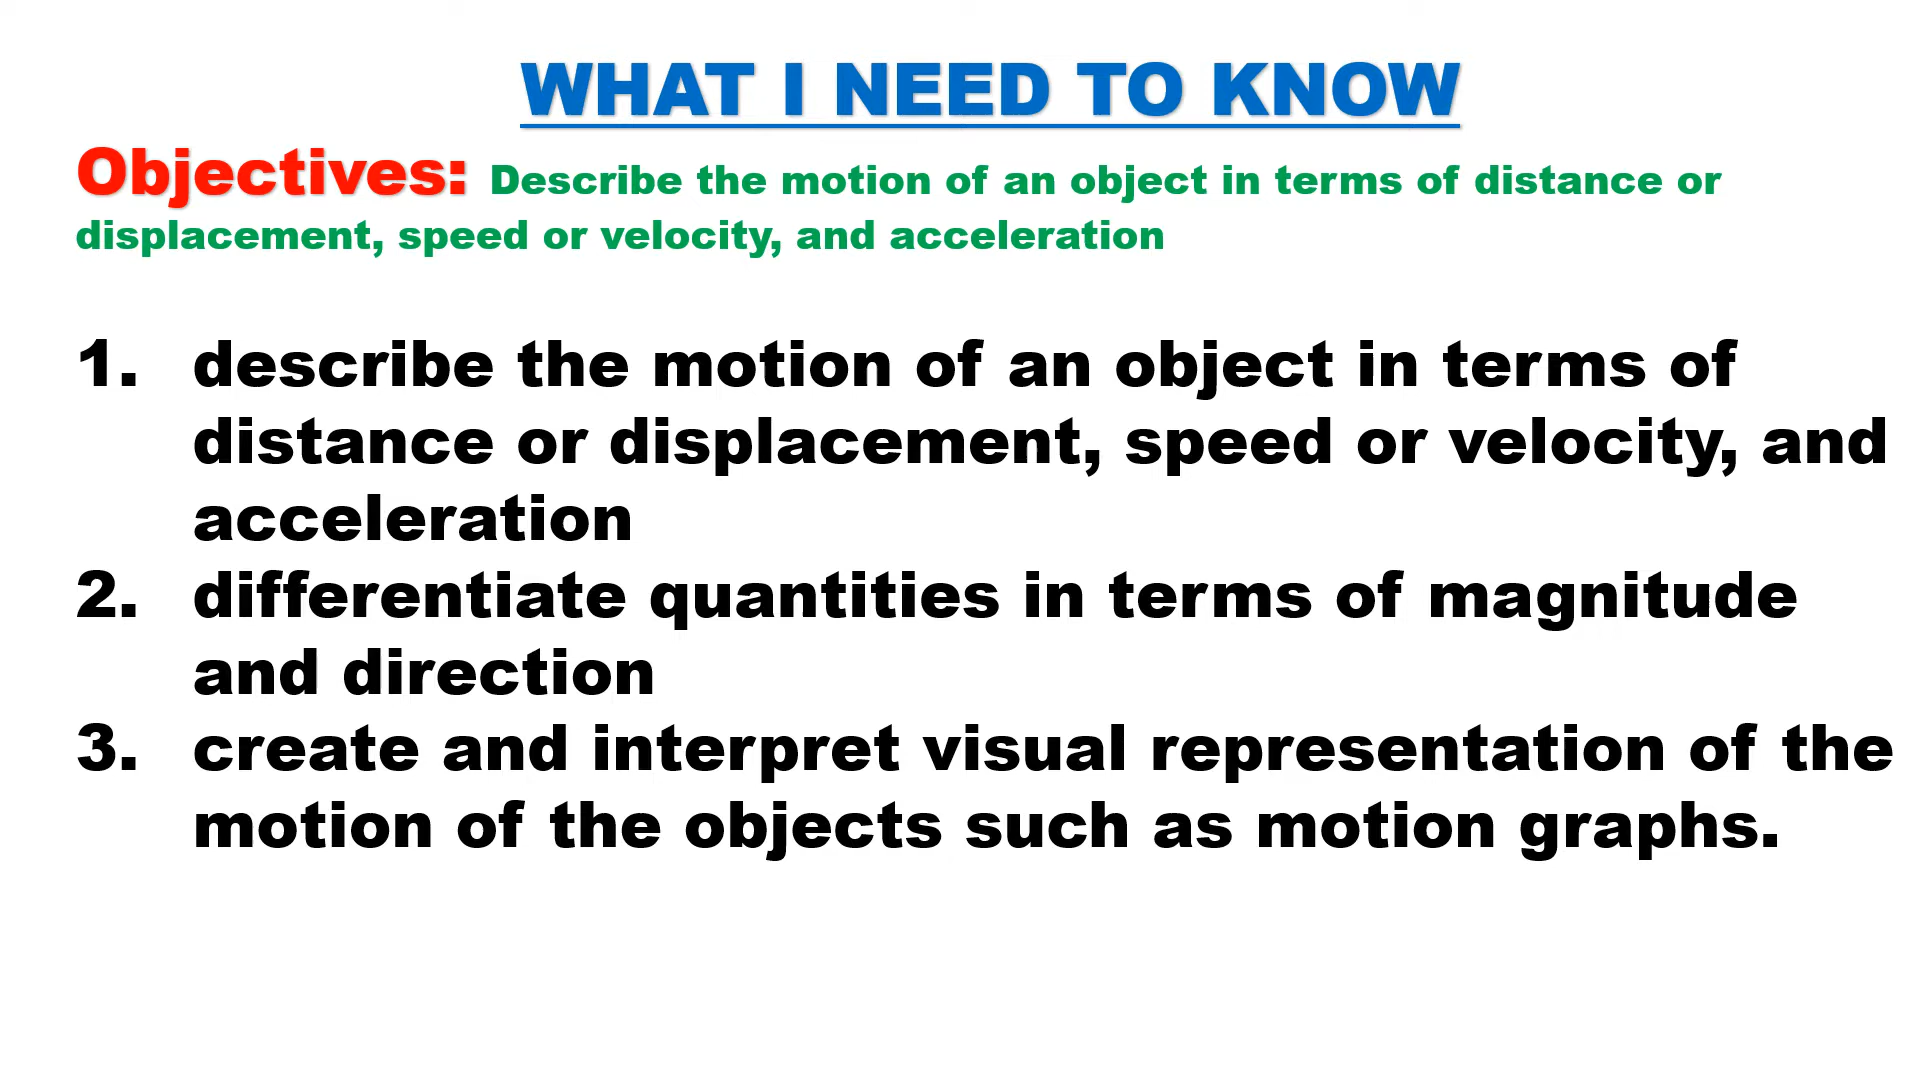 WHAT I NEED TO KNOW
Objectives: Describe the motion of an object in terms of distance or
displacement, speed or velocity, and acceleration
1. describe the motion of an object in terms of
distance or displacement, speed or velocity, and
acceleration
2. differentiate quantities in terms of magnitude
and direction
3. create and interpret visual representation of the
motion of the objects such as motion graphs.